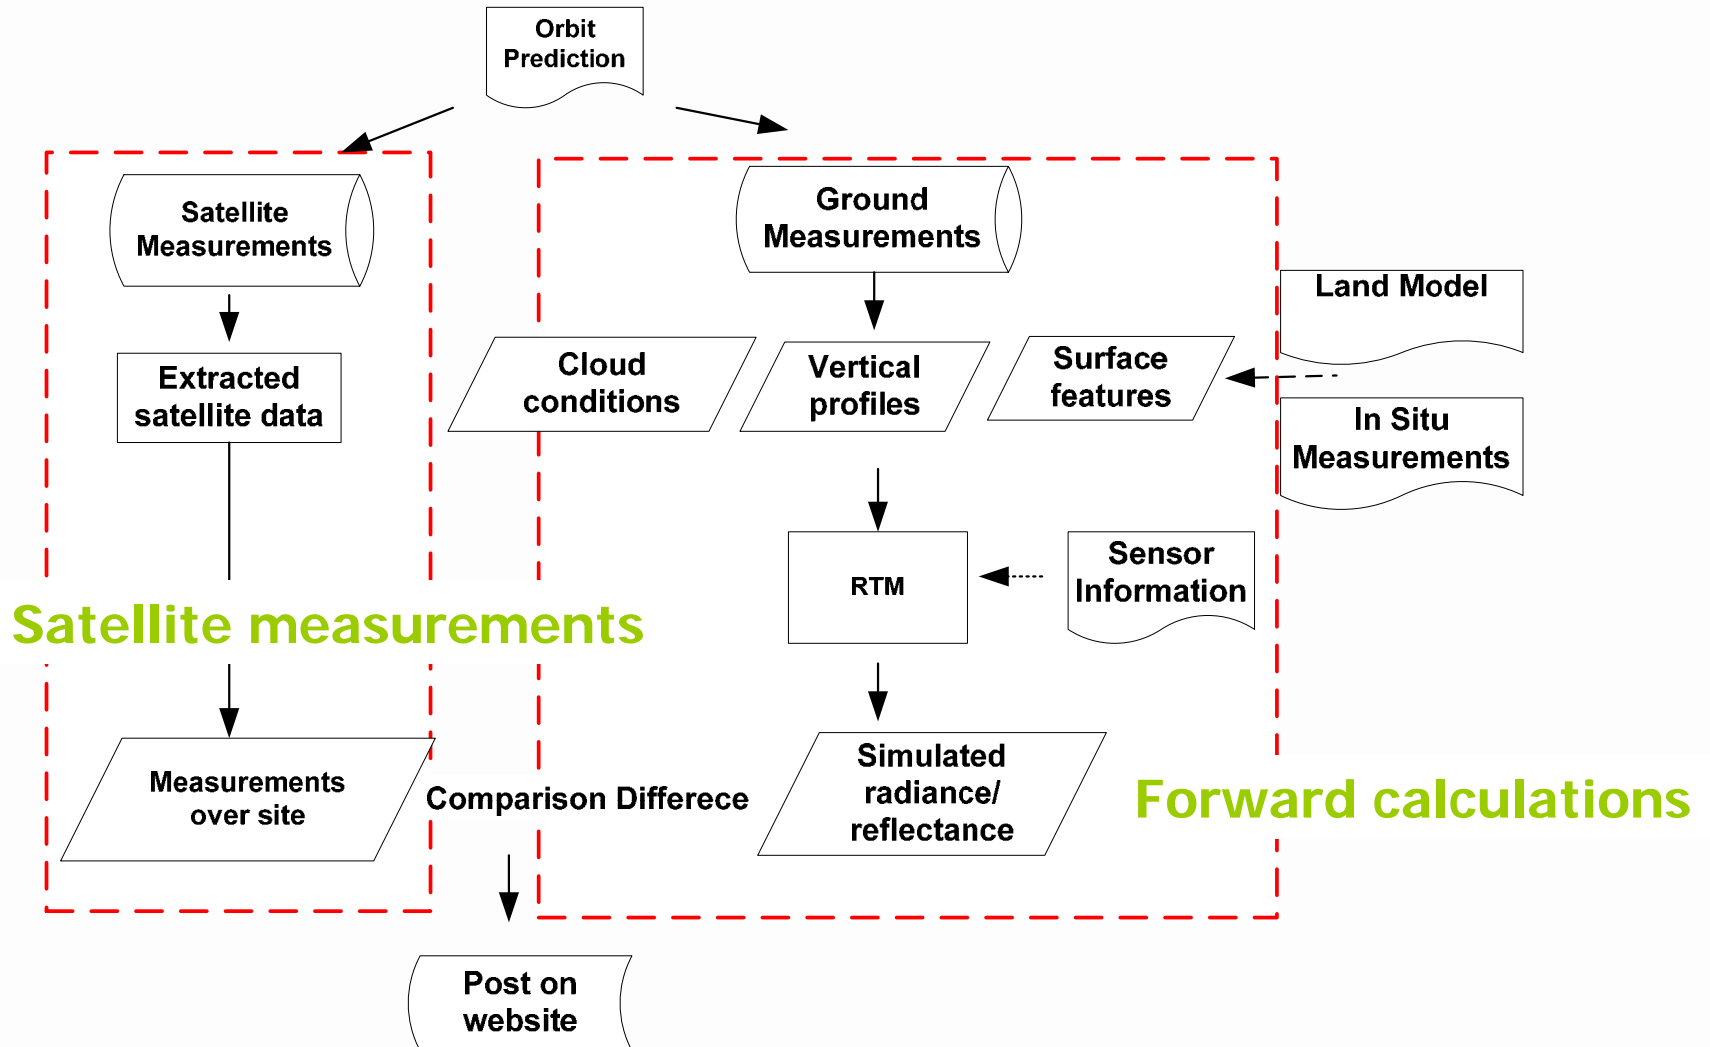 Orbit
Prediction
Satellite
Measurements
Ground
Measurements
Land Model
Extracted
satellite data
Cloud
conditions
Vertical
profiles
Surface
features
In Situ
Measurements
RTM
Sensor
Information
Satellite measurements
Measurements
over site
Comparison Differece
Simulated
radiance/
reflectance
Forward calculations
Post on
website